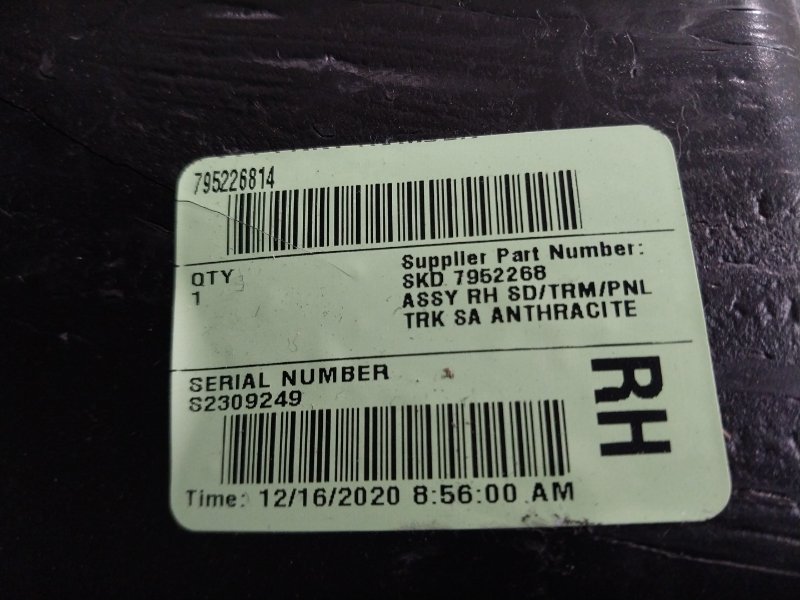 795226814
QTY
1
Supplier Part Number:
SKD 7952268
ASSY RH SD/TRM/PNL
TRK SA ANTHRACITE
SERIAL NUMBER
S2309249
RH
Time: 12/16/2020 8:56:00 AM